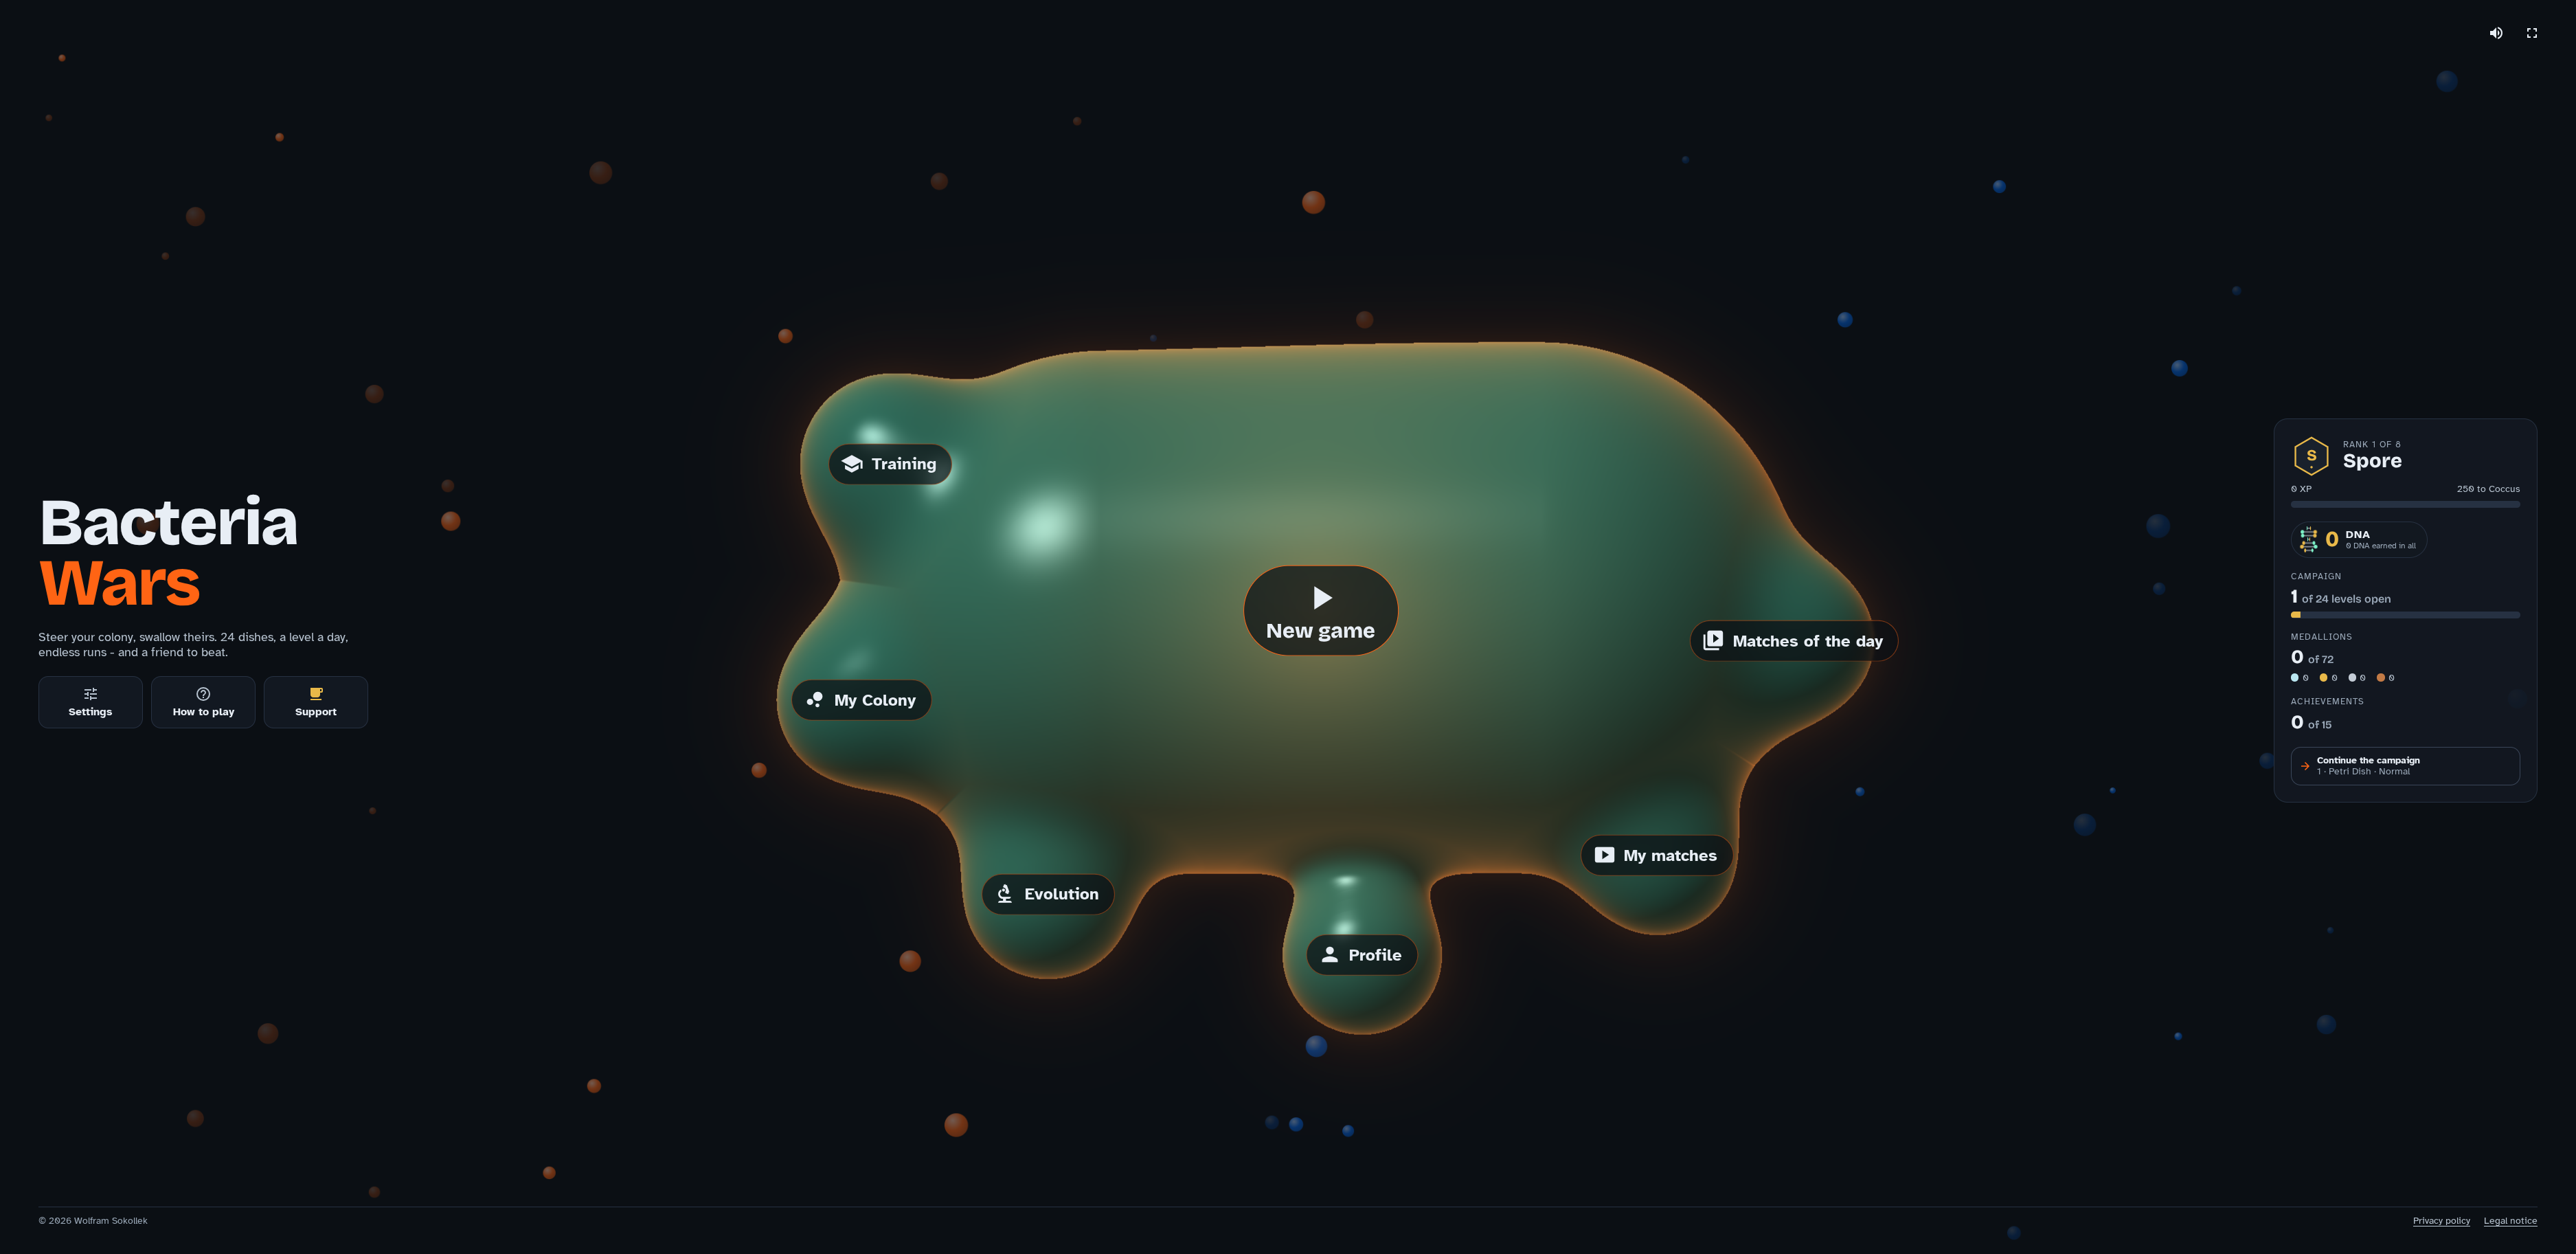 Bacteria
Wars
Steer your colony, swallow theirs. 24 dishes, a level a day,
endless runs - and a friend to beat.
Settings
How to play
Support
Training
My Colony
New game
Matches of the day
Evolution
My matches
Profile
S
RANK 1 OF 8
Spore
0 XP
250 to Coccus
0
DNA
0 DNA earned in all
CAMPAIGN
1 of 24 levels open
MEDALLIONS
0 of 72
0 0 0 0
ACHIEVEMENTS
0 of 15
Continue the campaign
1 · Petri Dish · Normal
© 2026 Wolfram Sokollek
Privacy policy
Legal notice